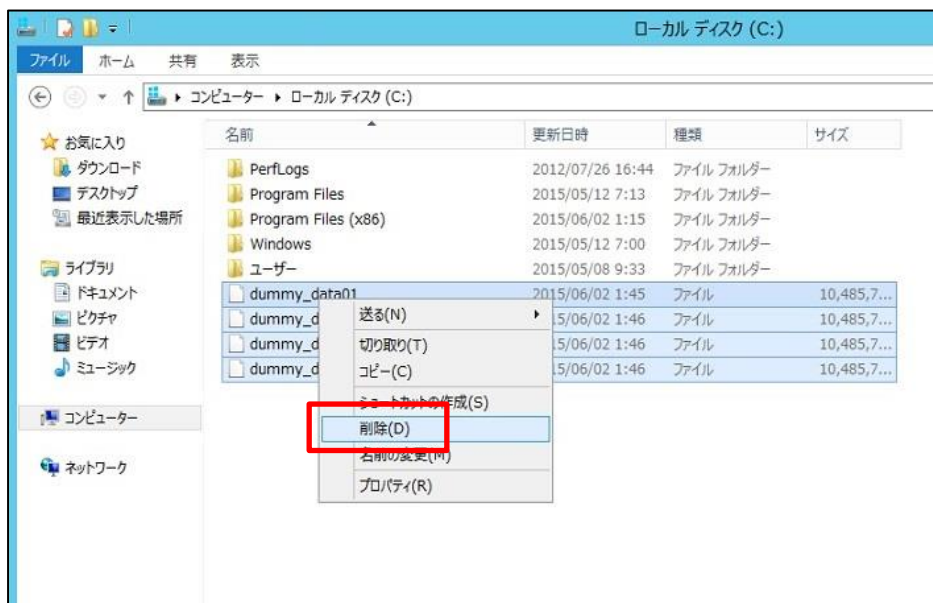 ローカル ディスク (C:)
ファイル ホーム 共有 表示
コンピューター ローカル ディスク (C:)
お気に入り
ダウンロード
デスクトップ
最近表示した場所
ライブラリ
ドキュメント
ピクチャ
ビデオ
ミュージック
コンピューター
ネットワーク
名前 更新日時 種類 サイズ
PerfLogs 2012/07/26 16:44 ファイル フォルダー
Program Files 2015/05/12 7:13 ファイル フォルダー
Program Files (x86) 2015/06/02 1:15 ファイル フォルダー
Windows 2015/05/12 7:00 ファイル フォルダー
ユーザー 2015/05/08 9:33 ファイル フォルダー
dummy_data01 2015/06/02 1:45 ファイル 10,485,7...
dummy_d 15/06/02 1:46 ファイル 10,485,7...
dummy_d 15/06/02 1:46 ファイル 10,485,7...
dummy_d 15/06/02 1:46 ファイル 10,485,7...
送る(N)
切り取り(T)
コピー(C)
ショートカットの作成(S)
削除(D)
名前の変更(M)
プロパティ(R)